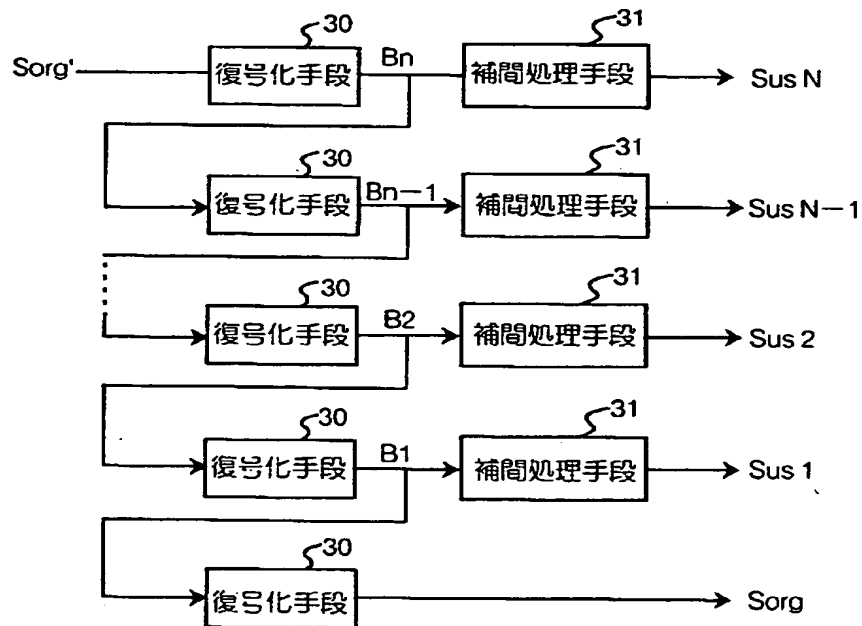 30 31
Sorg' 復号化手段 Bn 補間処理手段 Sus N
30 31
復号化手段 Bn−1 補間処理手段 Sus N−1
30 31
復号化手段 B2 補間処理手段 Sus 2
30 31
復号化手段 B1 補間処理手段 Sus 1
30
復号化手段 Sorg